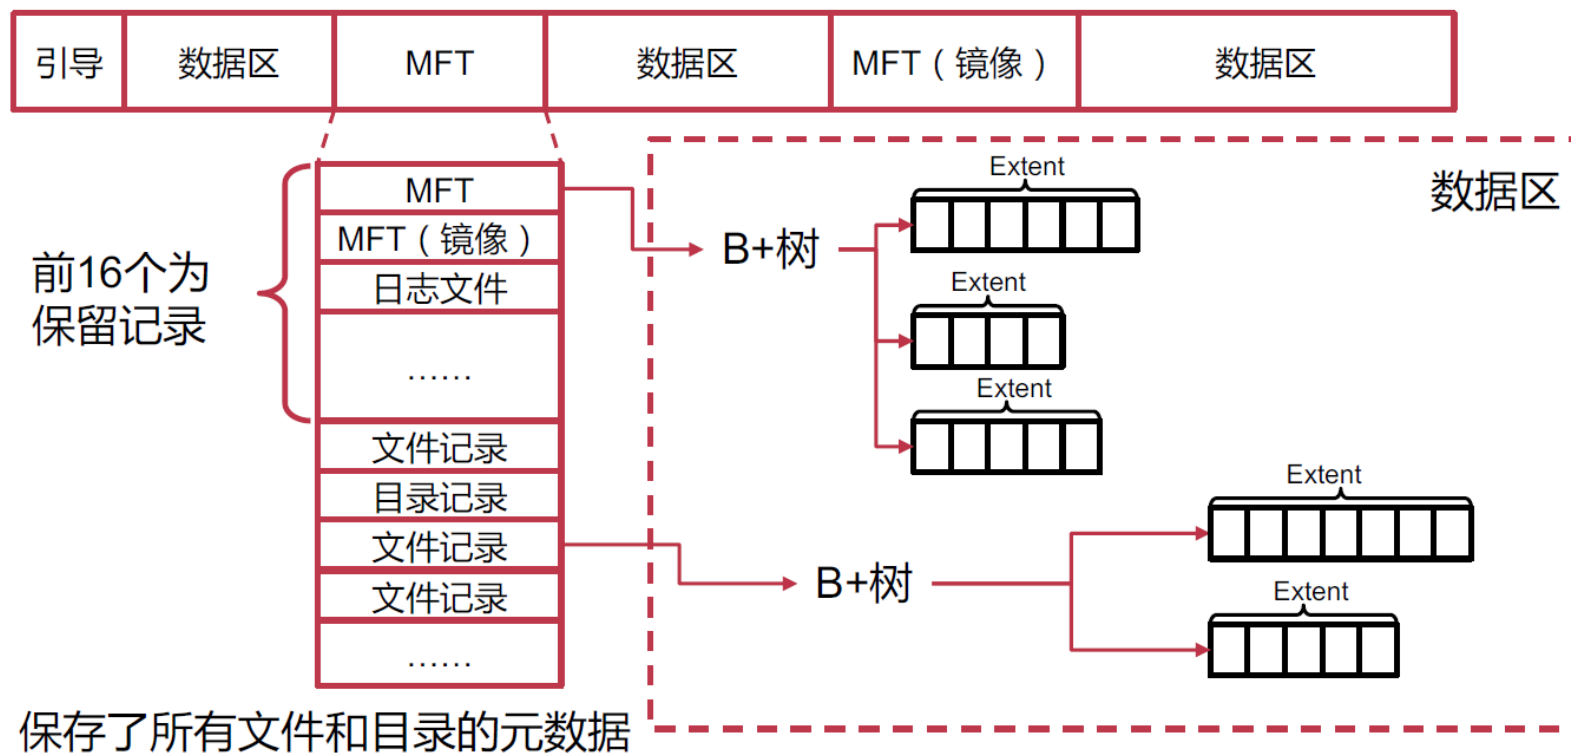 引导
数据区
MFT
数据区
MFT（镜像）
数据区
MFT
MFT（镜像）
日志文件
……
文件记录
目录记录
文件记录
文件记录
……
前16个为
保留记录
保存了所有文件和目录的元数据
数据区
B+树
Extent
Extent
Extent
B+树
Extent
Extent